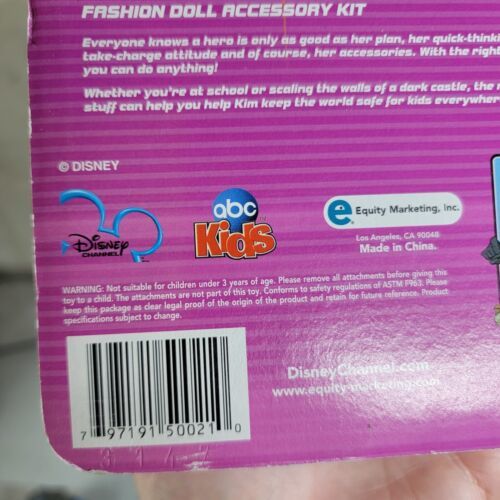 FASHION DOLL ACCESSORY KIT
Everyone knows a hero is only as good as her plan, her quick-thinki
take-charge attitude and of course, her accessories. With the right
you can do anything!
Whether you're at school or scaling the walls of a dark castle, the r
stuff can help you help Kim keep the world safe for kids everywher
© DISNEY
Disney
CHANNEL
abc
Kids
e Equity Marketing, Inc.
Los Angeles, CA 90048
Made in China.
WARNING: Not suitable for children under 3 years of age. Please remove all attachments before giving this
toy to a child. The attachments are not part of this toy. Conforms to safety regulations of ASTM F963. Please
keep this package as clear legal proof of the origin of the product and retain for future reference. Product
specifications subject to change.
7 97191 50021 0
DisneyChannel.com
www.equity-marketing.com